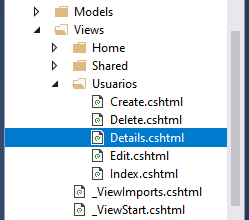 Models
Views
Home
Shared
Usuarios
Create.cshtml
Delete.cshtml
Details.cshtml
Edit.cshtml
Index.cshtml
_ViewImports.cshtml
_ViewStart.cshtml